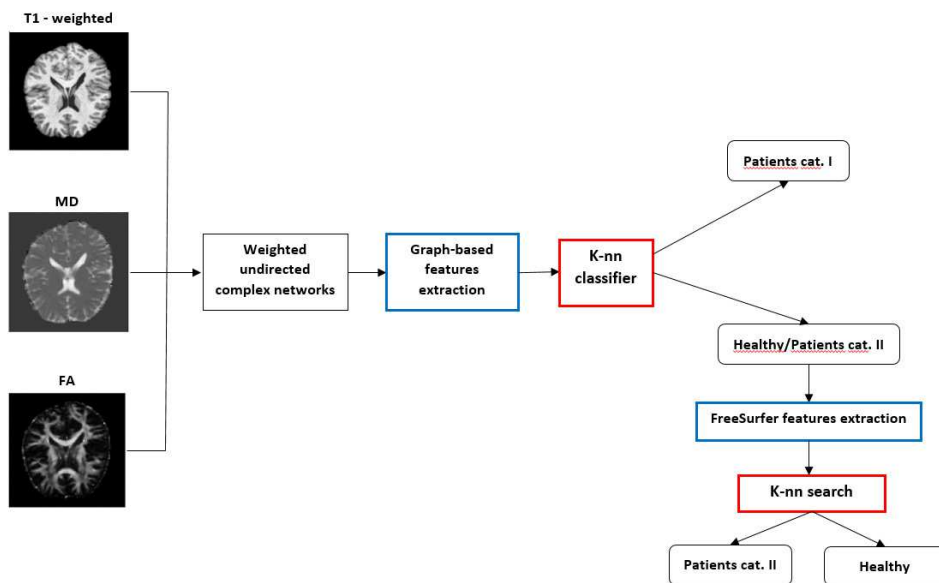 T1 - weighted
MD
FA
Weighted
undirected
complex networks
Graph-based
features
extraction
K-nn
classifier
Patients cat. I
Healthy/Patients cat. II
FreeSurfer features extraction
K-nn search
Patients cat. II
Healthy